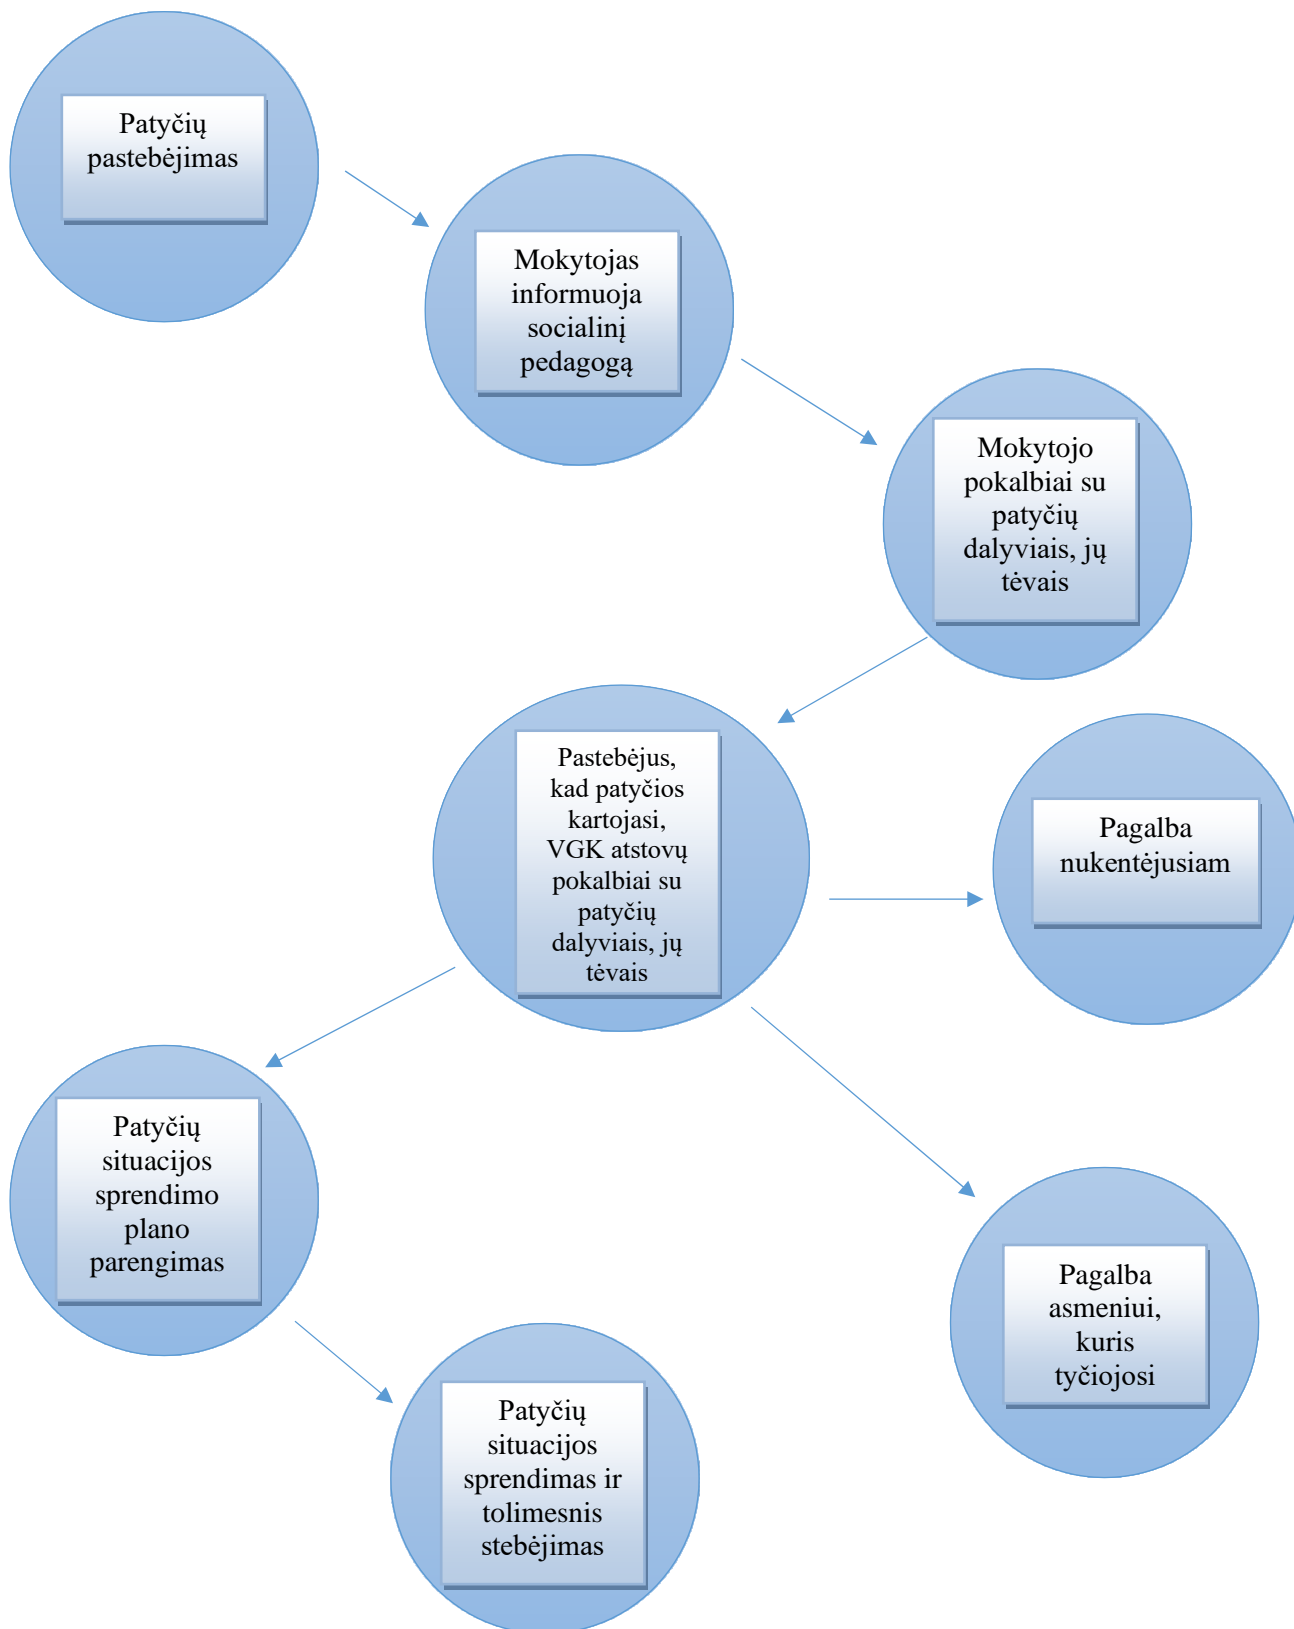 Patyčių
pastebėjimas
Mokytojas
informuoja
socialinį
pedagogą
Mokytojo
pokalbiai su
patyčių
dalyviais, jų
tėvais
Pastebėjus,
kad patyčios
kartojasi,
VGK atstovų
pokalbiai su
patyčių
dalyviais, jų
tėvais
Pagalba
nukentėjusiam
Patyčių
situacijos
sprendimo
plano
parengimas
Pagalba
asmeniui,
kuris
tyčiojosi
Patyčių
situacijos
sprendimas ir
tolimesnis
stebėjimas